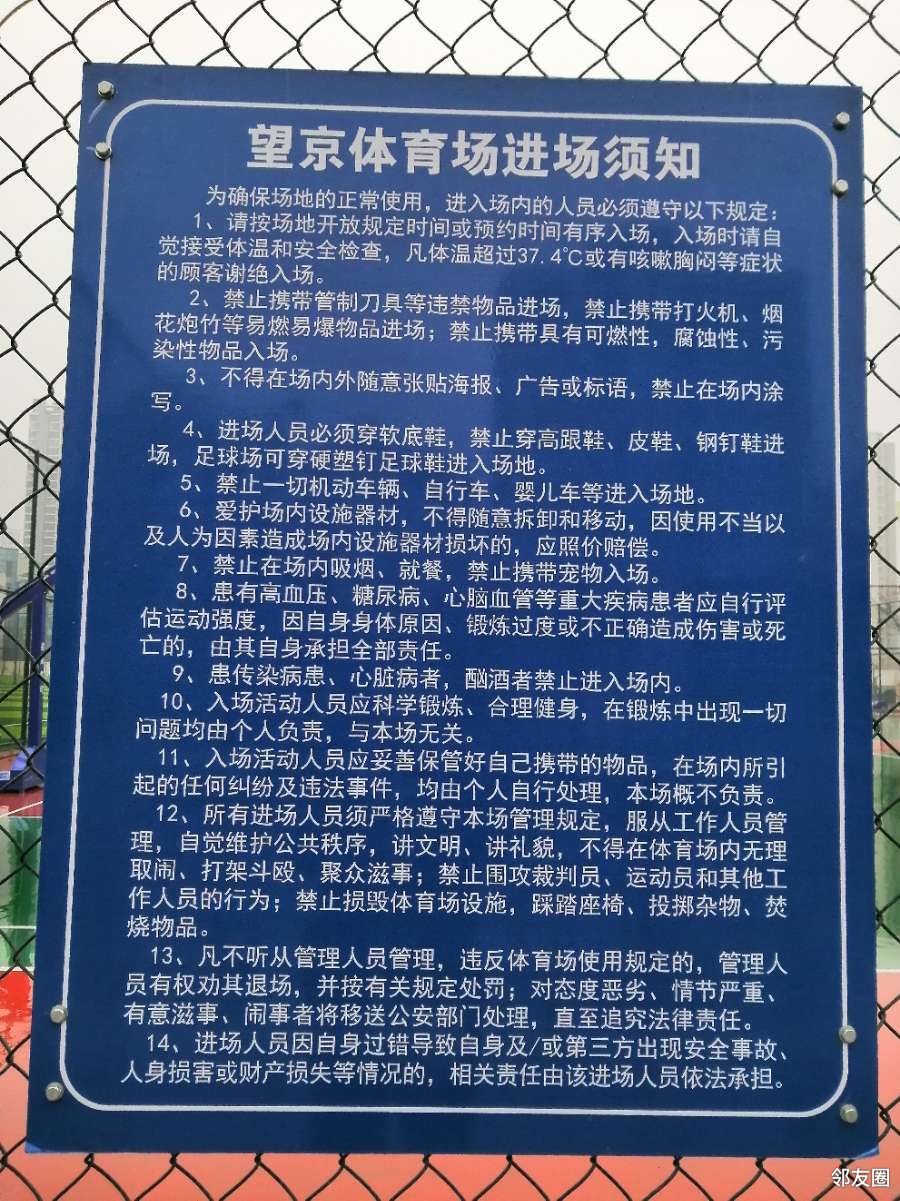 望京体育场进场须知
为确保场地的正常使用，进入场内的人员必须遵守以下规定：
1、请按场地开放规定时间或预约时间有序入场，入场时请自
觉接受体温和安全检查，凡体温超过37.4℃或有咳嗽胸闷等症状
的顾客谢绝入场。
2、禁止携带管制刀具等违禁物品进场，禁止携带打火机、烟
花炮竹等易燃易爆物品进场；禁止携带具有可燃性，腐蚀性、污
染性物品入场。
3、不得在场内外随意张贴海报、广告或标语，禁止在场内涂
写。
4、进场人员必须穿软底鞋，禁止穿高跟鞋、皮鞋、钢钉鞋进
场，足球场可穿硬塑钉足球鞋进入场地。
5、禁止一切机动车辆、自行车、婴儿车等进入场地。
6、爱护场内设施器材，不得随意拆卸和移动，因使用不当以
及人为因素造成场内设施器材损坏的，应照价赔偿。
7、禁止在场内吸烟、就餐，禁止携带宠物入场。
8、患有高血压、糖尿病、心脑血管等重大疾病患者应自行评
估运动强度，因自身身体原因、锻炼过度或不正确造成伤害或死
亡的，由其自身承担全部责任。
9、患传染病患、心脏病者，酗酒者禁止进入场内。
10、入场活动人员应科学锻炼、合理健身，在锻炼中出现一切
问题均由个人负责，与本场无关。
11、入场活动人员应妥善保管好自己携带的物品，在场内所引
起的任何纠纷及违法事件，均由个人自行处理，本场概不负责。
12、所有进场人员须严格遵守本场管理规定，服从工作人员管
理，自觉维护公共秩序，讲文明、讲礼貌，不得在体育场内无理
取闹、打架斗殴、聚众滋事；禁止围攻裁判员、运动员和其他工
作人员的行为；禁止损毁体育场设施，踩踏座椅、投掷杂物、焚
烧物品。
13、凡不听从管理人员管理，违反体育场使用规定的，管理人
员有权劝其退场，并按有关规定处罚；对态度恶劣、情节严重、
有意滋事、闹事者将移送公安部门处理，直至追究法律责任。
14、进场人员因自身过错导致自身及/或第三方出现安全事故、
人身损害或财产损失等情况的，相关责任由该进场人员依法承担。
邻友圈